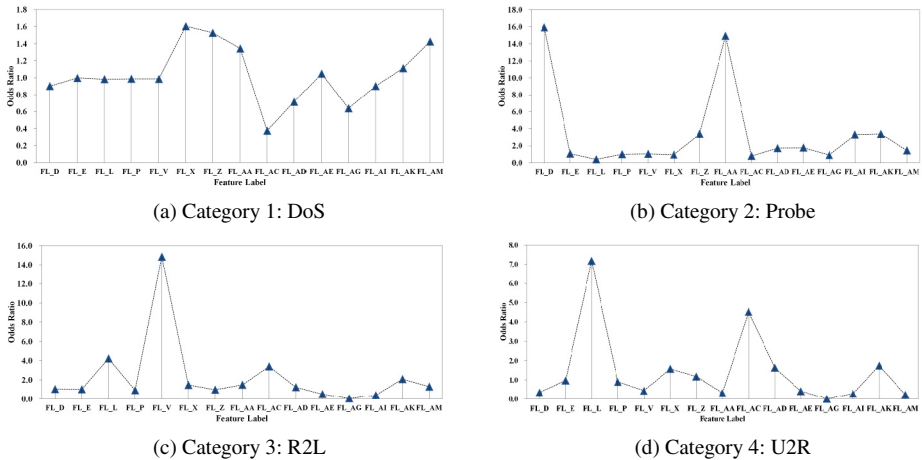 1.8
1.6
1.4
1.2
1.0
0.8
0.6
0.4
0.2
0.0
Odds Ratio
FL_D FL_E FL_L FL_P FL_V FL_X FL_Z FL_AA FL_AC FL_AD FL_AE FL_AG FL_AI FL_AK FL_AM
Feature Label
(a) Category 1: DoS
18.0
16.0
14.0
12.0
10.0
8.0
6.0
4.0
2.0
0.0
Odds Ratio
FL_D FL_E FL_L FL_P FL_V FL_X FL_Z FL_AA FL_AC FL_AD FL_AE FL_AG FL_AI FL_AK FL_AM
Feature Label
(b) Category 2: Probe
16.0
14.0
12.0
10.0
8.0
6.0
4.0
2.0
0.0
Odds Ratio
FL_D FL_E FL_L FL_P FL_V FL_X FL_Z FL_AA FL_AC FL_AD FL_AE FL_AG FL_AI FL_AK FL_AM
Feature Label
(c) Category 3: R2L
8.0
7.0
6.0
5.0
4.0
3.0
2.0
1.0
0.0
Odds Ratio
FL_D FL_E FL_L FL_P FL_V FL_X FL_Z FL_AA FL_AC FL_AD FL_AE FL_AG FL_AI FL_AK FL_AM
Feature Label
(d) Category 4: U2R